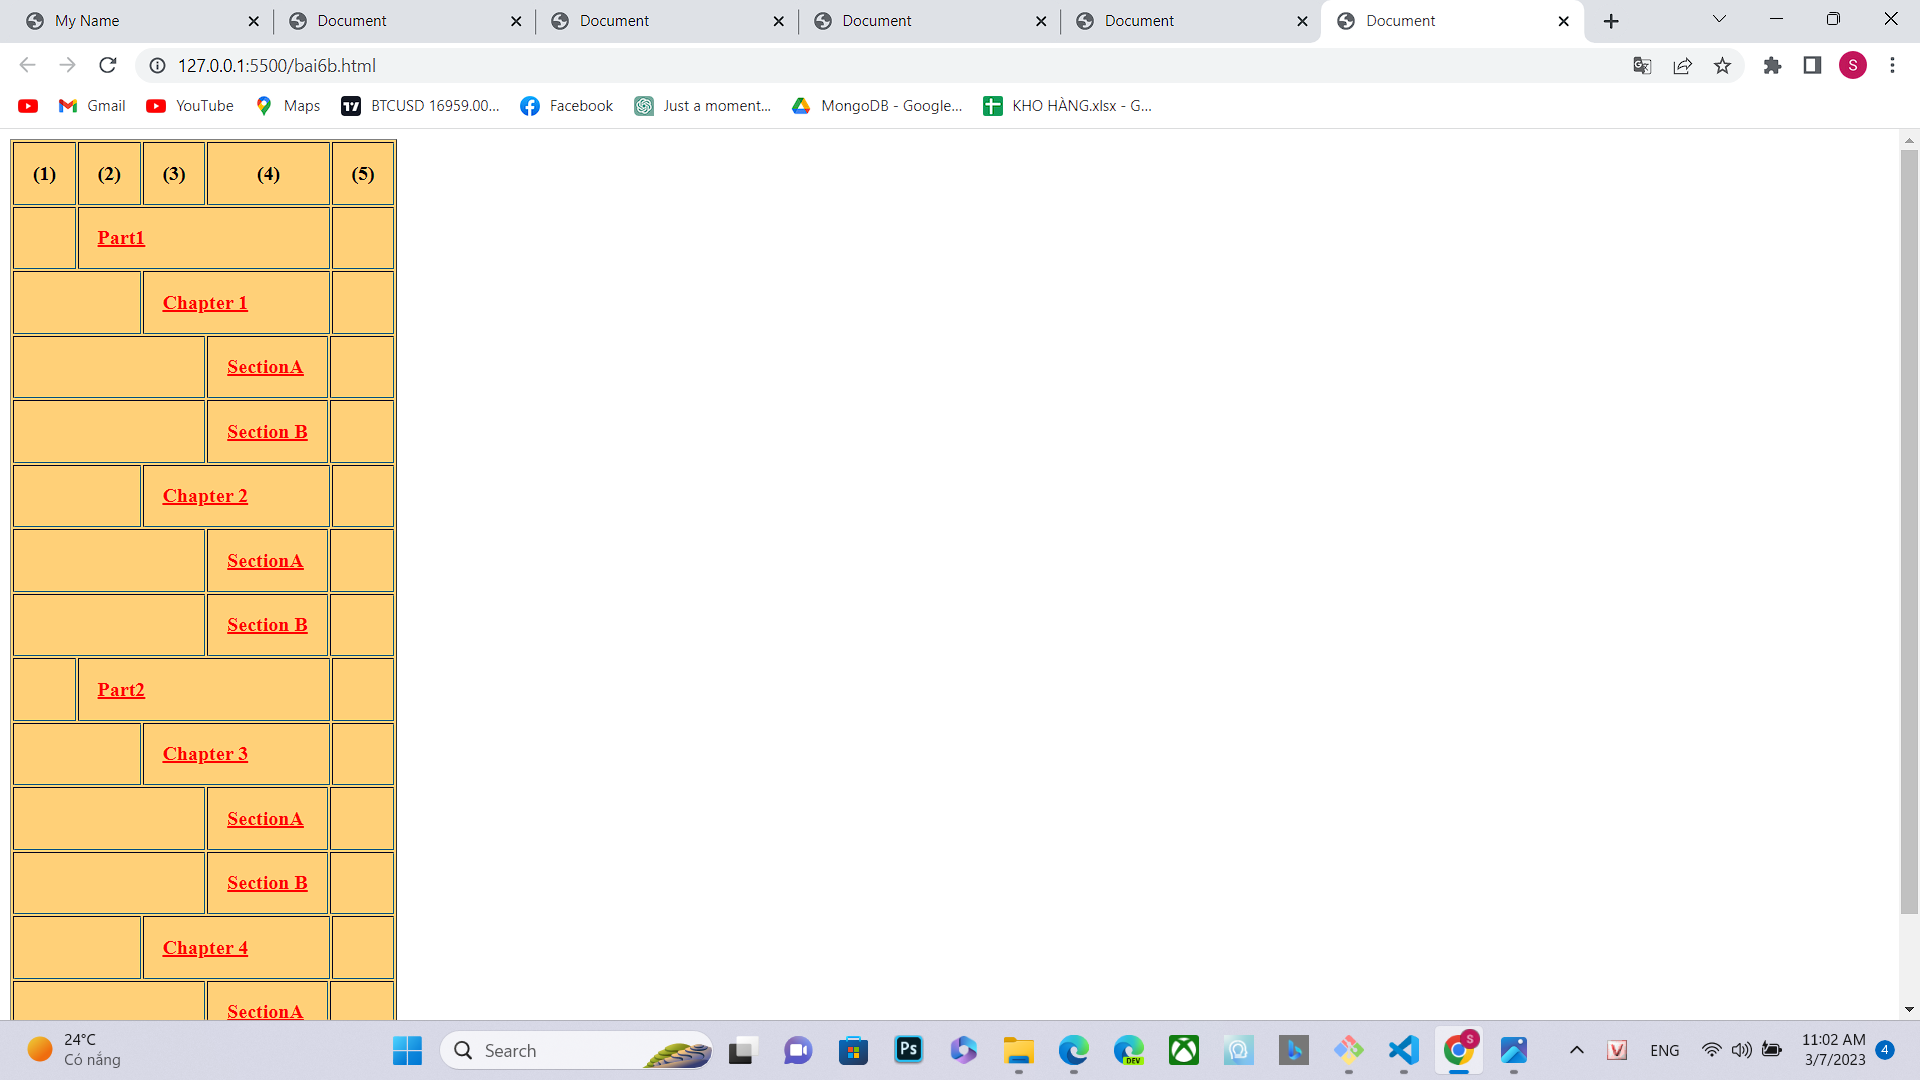 My Name
Document
Document
Document
Document
Document
127.0.0.1:5500/bai6b.html
S
Gmail
YouTube
Maps
BTCUSD 16959.00...
Facebook
Just a moment...
MongoDB - Google...
KHO HÀNG.xlsx - G...
(1) (2) (3) (4) (5)
Part1
Chapter 1
SectionA
Section B
Chapter 2
SectionA
Section B
Part2
Chapter 3
SectionA
Section B
Chapter 4
SectionA
24°C
Có nắng
Search
Ps
DEV
S
V
ENG
11:02 AM
3/7/2023
4